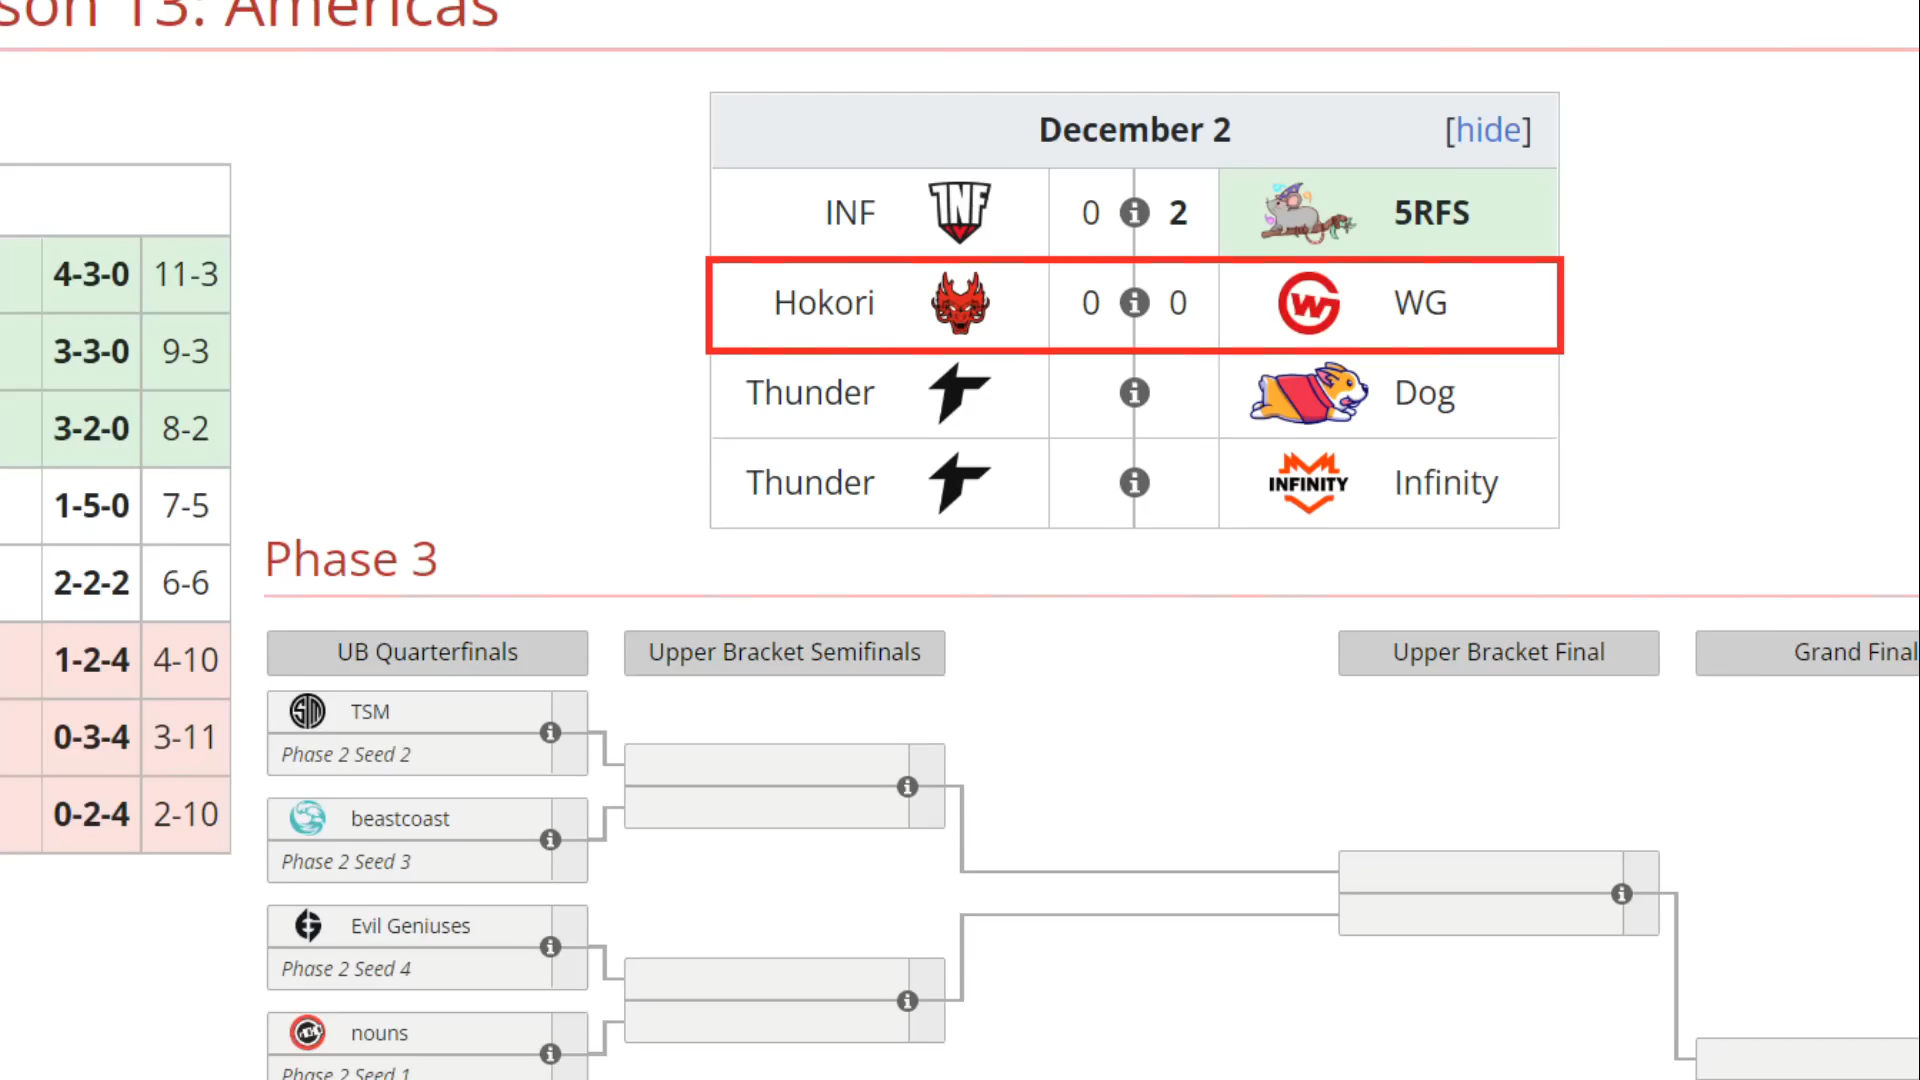 son 13: Americas
December 2 [hide]
INF INF 0 2 5RFS
Hokori 0 0 WG
Thunder Dog
Thunder INFINITY Infinity
4-3-0 11-3
3-3-0 9-3
3-2-0 8-2
1-5-0 7-5
2-2-2 6-6
1-2-4 4-10
0-3-4 3-11
0-2-4 2-10
Phase 3
UB Quarterfinals Upper Bracket Semifinals Upper Bracket Final Grand Final
TSM
Phase 2 Seed 2
beastcoast
Phase 2 Seed 3
Evil Geniuses
Phase 2 Seed 4
nouns
Phase 2 Seed 1